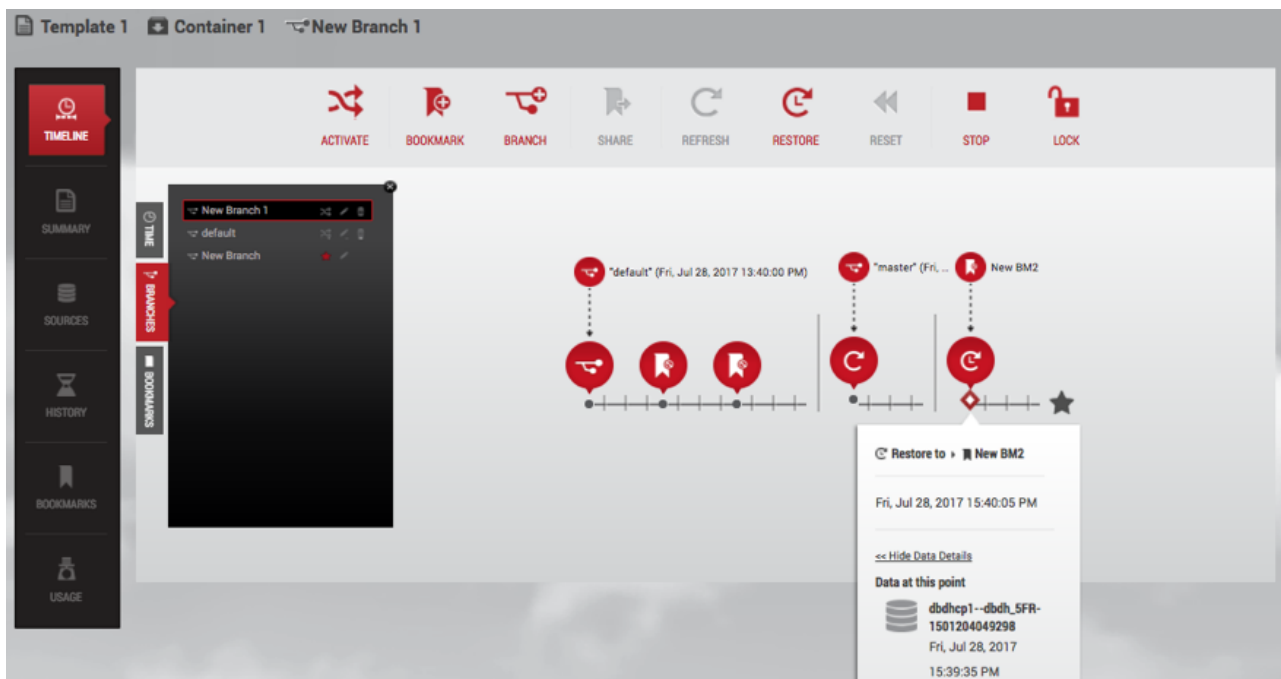 Template 1 Container 1 New Branch 1
TIMELINE
SUMMARY
SOURCES
HISTORY
BOOKMARKS
USAGE
ACTIVATE BOOKMARK BRANCH SHARE REFRESH RESTORE RESET STOP LOCK
TIME
BRANCHES
BOOKMARKS
New Branch 1
default
New Branch
"default" (Fri, Jul 28, 2017 13:40:00 PM) "master" (Fri, .. New BM2
Restore to New BM2
Fri, Jul 28, 2017 15:40:05 PM
<< Hide Data Details
Data at this point
dbdhcp1--dbdh_5FR-
1501204049298
Fri, Jul 28, 2017
15:39:35 PM